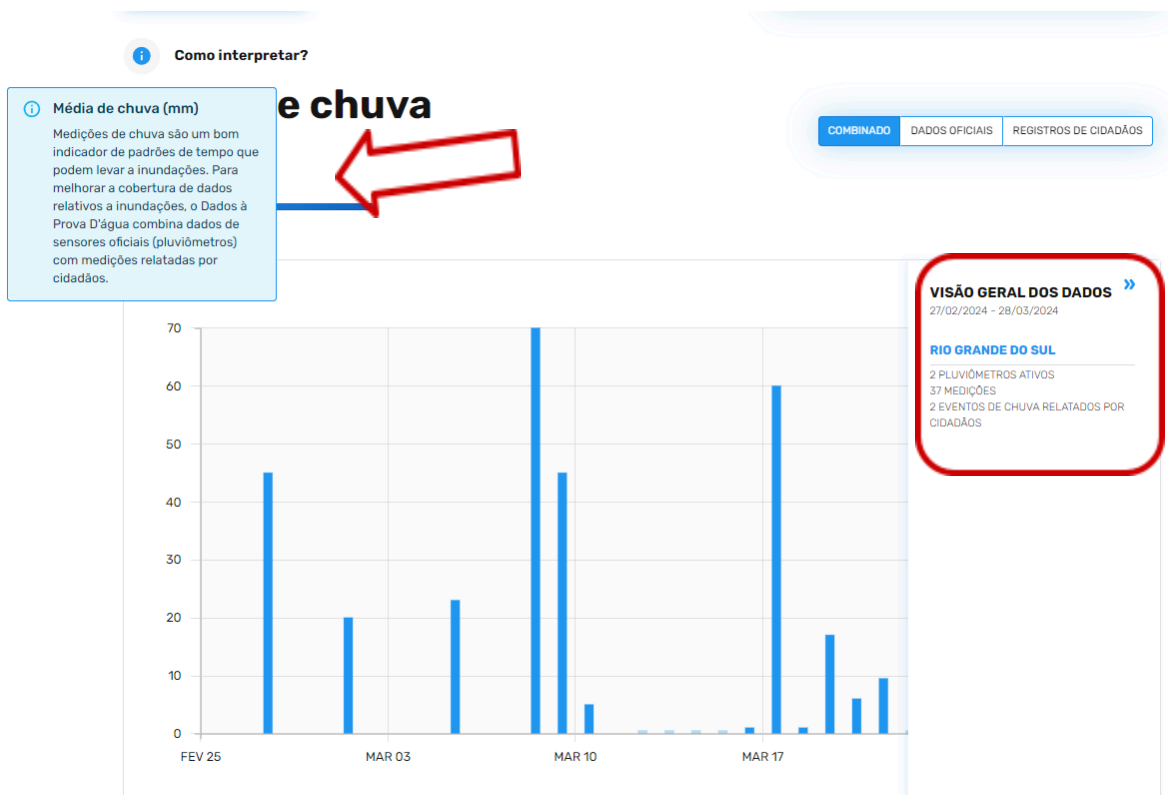 Como interpretar?
Média de chuva (mm)
Medições de chuva são um bom
indicador de padrões de tempo que
podem levar a inundações. Para
melhorar a cobertura de dados
relativos a inundações, o Dados à
Prova D'água combina dados de
sensores oficiais (pluviômetros)
com medições relatadas por
cidadãos.
e chuva
COMBINADO DADOS OFICIAIS REGISTROS DE CIDADÃOS
VISÃO GERAL DOS DADOS »
27/02/2024 - 28/03/2024
RIO GRANDE DO SUL
2 PLUVIÔMETROS ATIVOS
37 MEDIÇÕES
2 EVENTOS DE CHUVA RELATADOS POR
CIDADÃOS
70
60
50
40
30
20
10
0
FEV 25 MAR 03 MAR 10 MAR 17